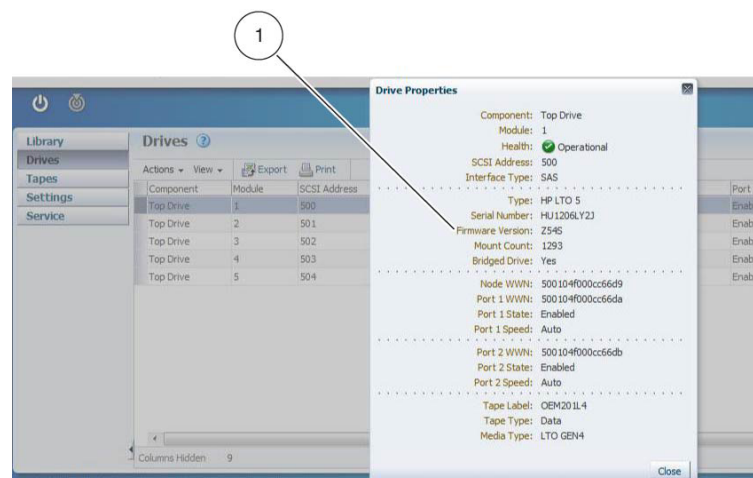 1
Drive Properties
Component: Top Drive
Module: 1
Health: Operational
SCSI Address: 500
Interface Type: SAS
Type: HP LTO 5
Serial Number: HU1206LY2J
Firmware Version: Z54S
Mount Count: 1293
Bridged Drive: Yes
Node WWN: 500104f000cc66d9
Port 1 WWN: 500104f000cc66da
Port 1 State: Enabled
Port 1 Speed: Auto
Port 2 WWN: 500104f000cc66db
Port 2 State: Enabled
Port 2 Speed: Auto
Tape Label: OEM201L4
Tape Type: Data
Media Type: LTO GEN4
Close
Library
Drives
Tapes
Settings
Service
Drives
Actions View Export Print
Component Module SCSI Address Port
Top Drive 1 500 Enab
Top Drive 2 501 Enab
Top Drive 3 502 Enab
Top Drive 4 503 Enab
Top Drive 5 504 Enab
Columns Hidden 9